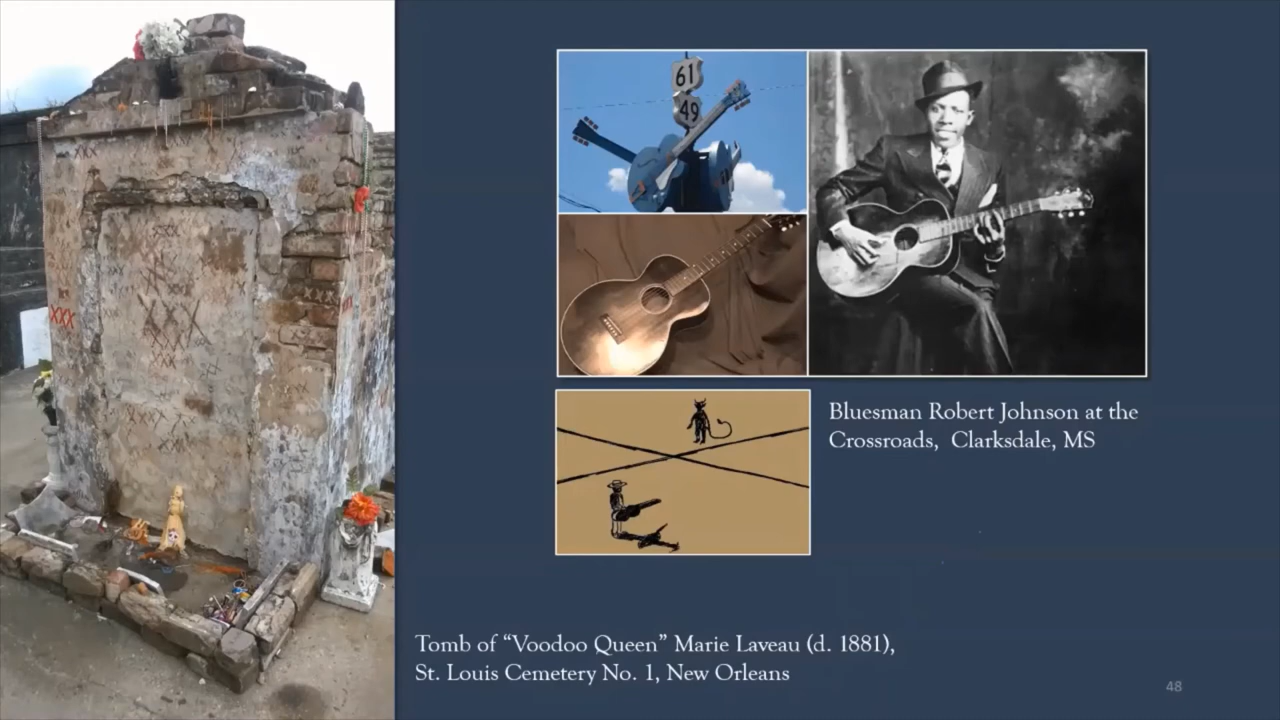 61
49
XXX
Bluesman Robert Johnson at the
Crossroads,  Clarksdale, MS
Tomb of “Voodoo Queen” Marie Laveau (d. 1881),
St. Louis Cemetery No. 1, New Orleans
48